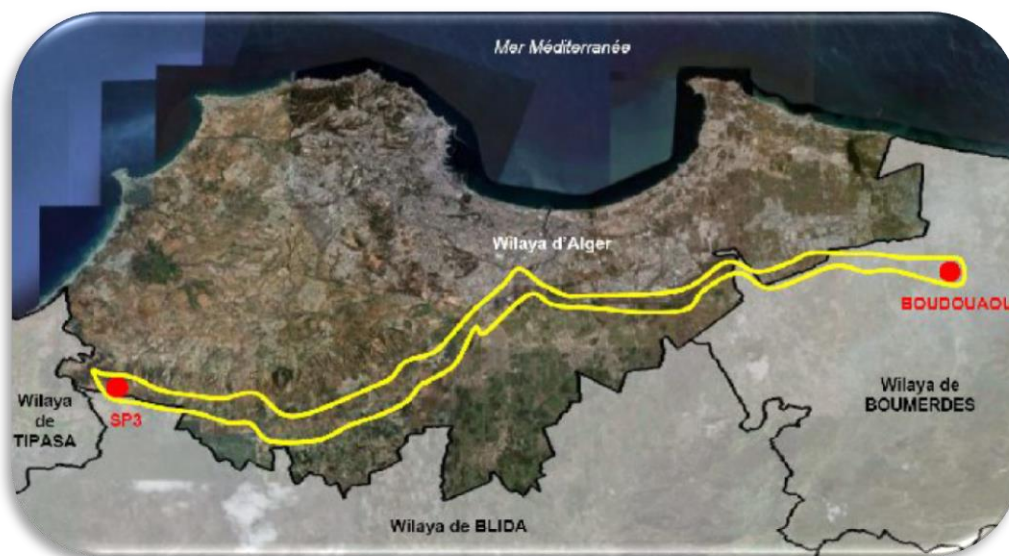 Mer Méditerranée
Wilaya d'Alger
BOUDOUAOU
Wilaya
de
TIPASA
SP3
Wilaya de
BOUMERDES
Wilaya de BLIDA